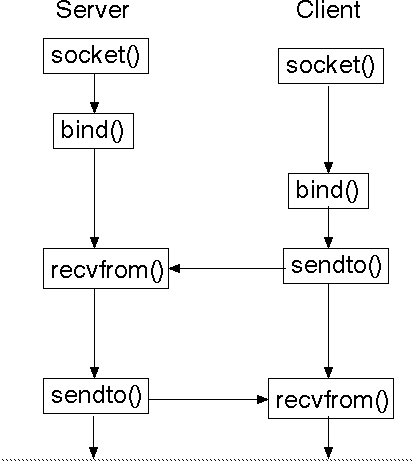 Server
Client
socket()
socket()
bind()
bind()
recvfrom()
sendto()
sendto()
recvfrom()